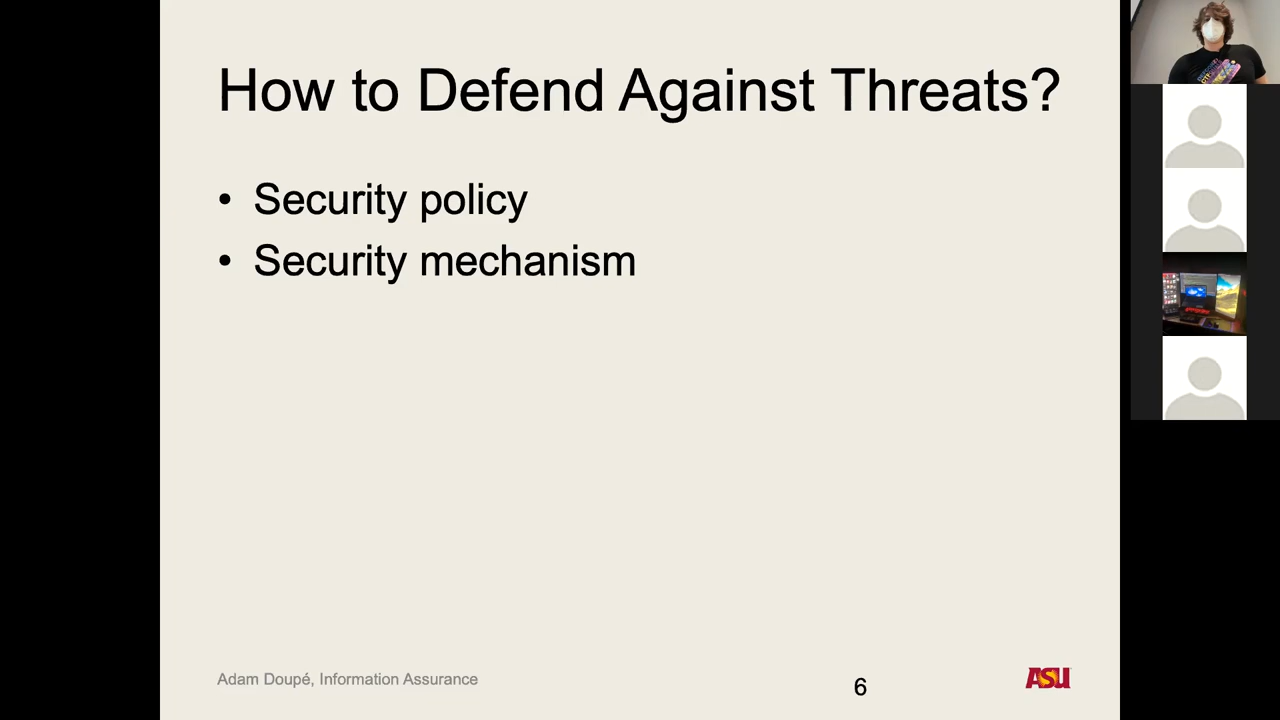 How to Defend Against Threats?
• Security policy
• Security mechanism
Adam Doupé, Information Assurance
6
ASU